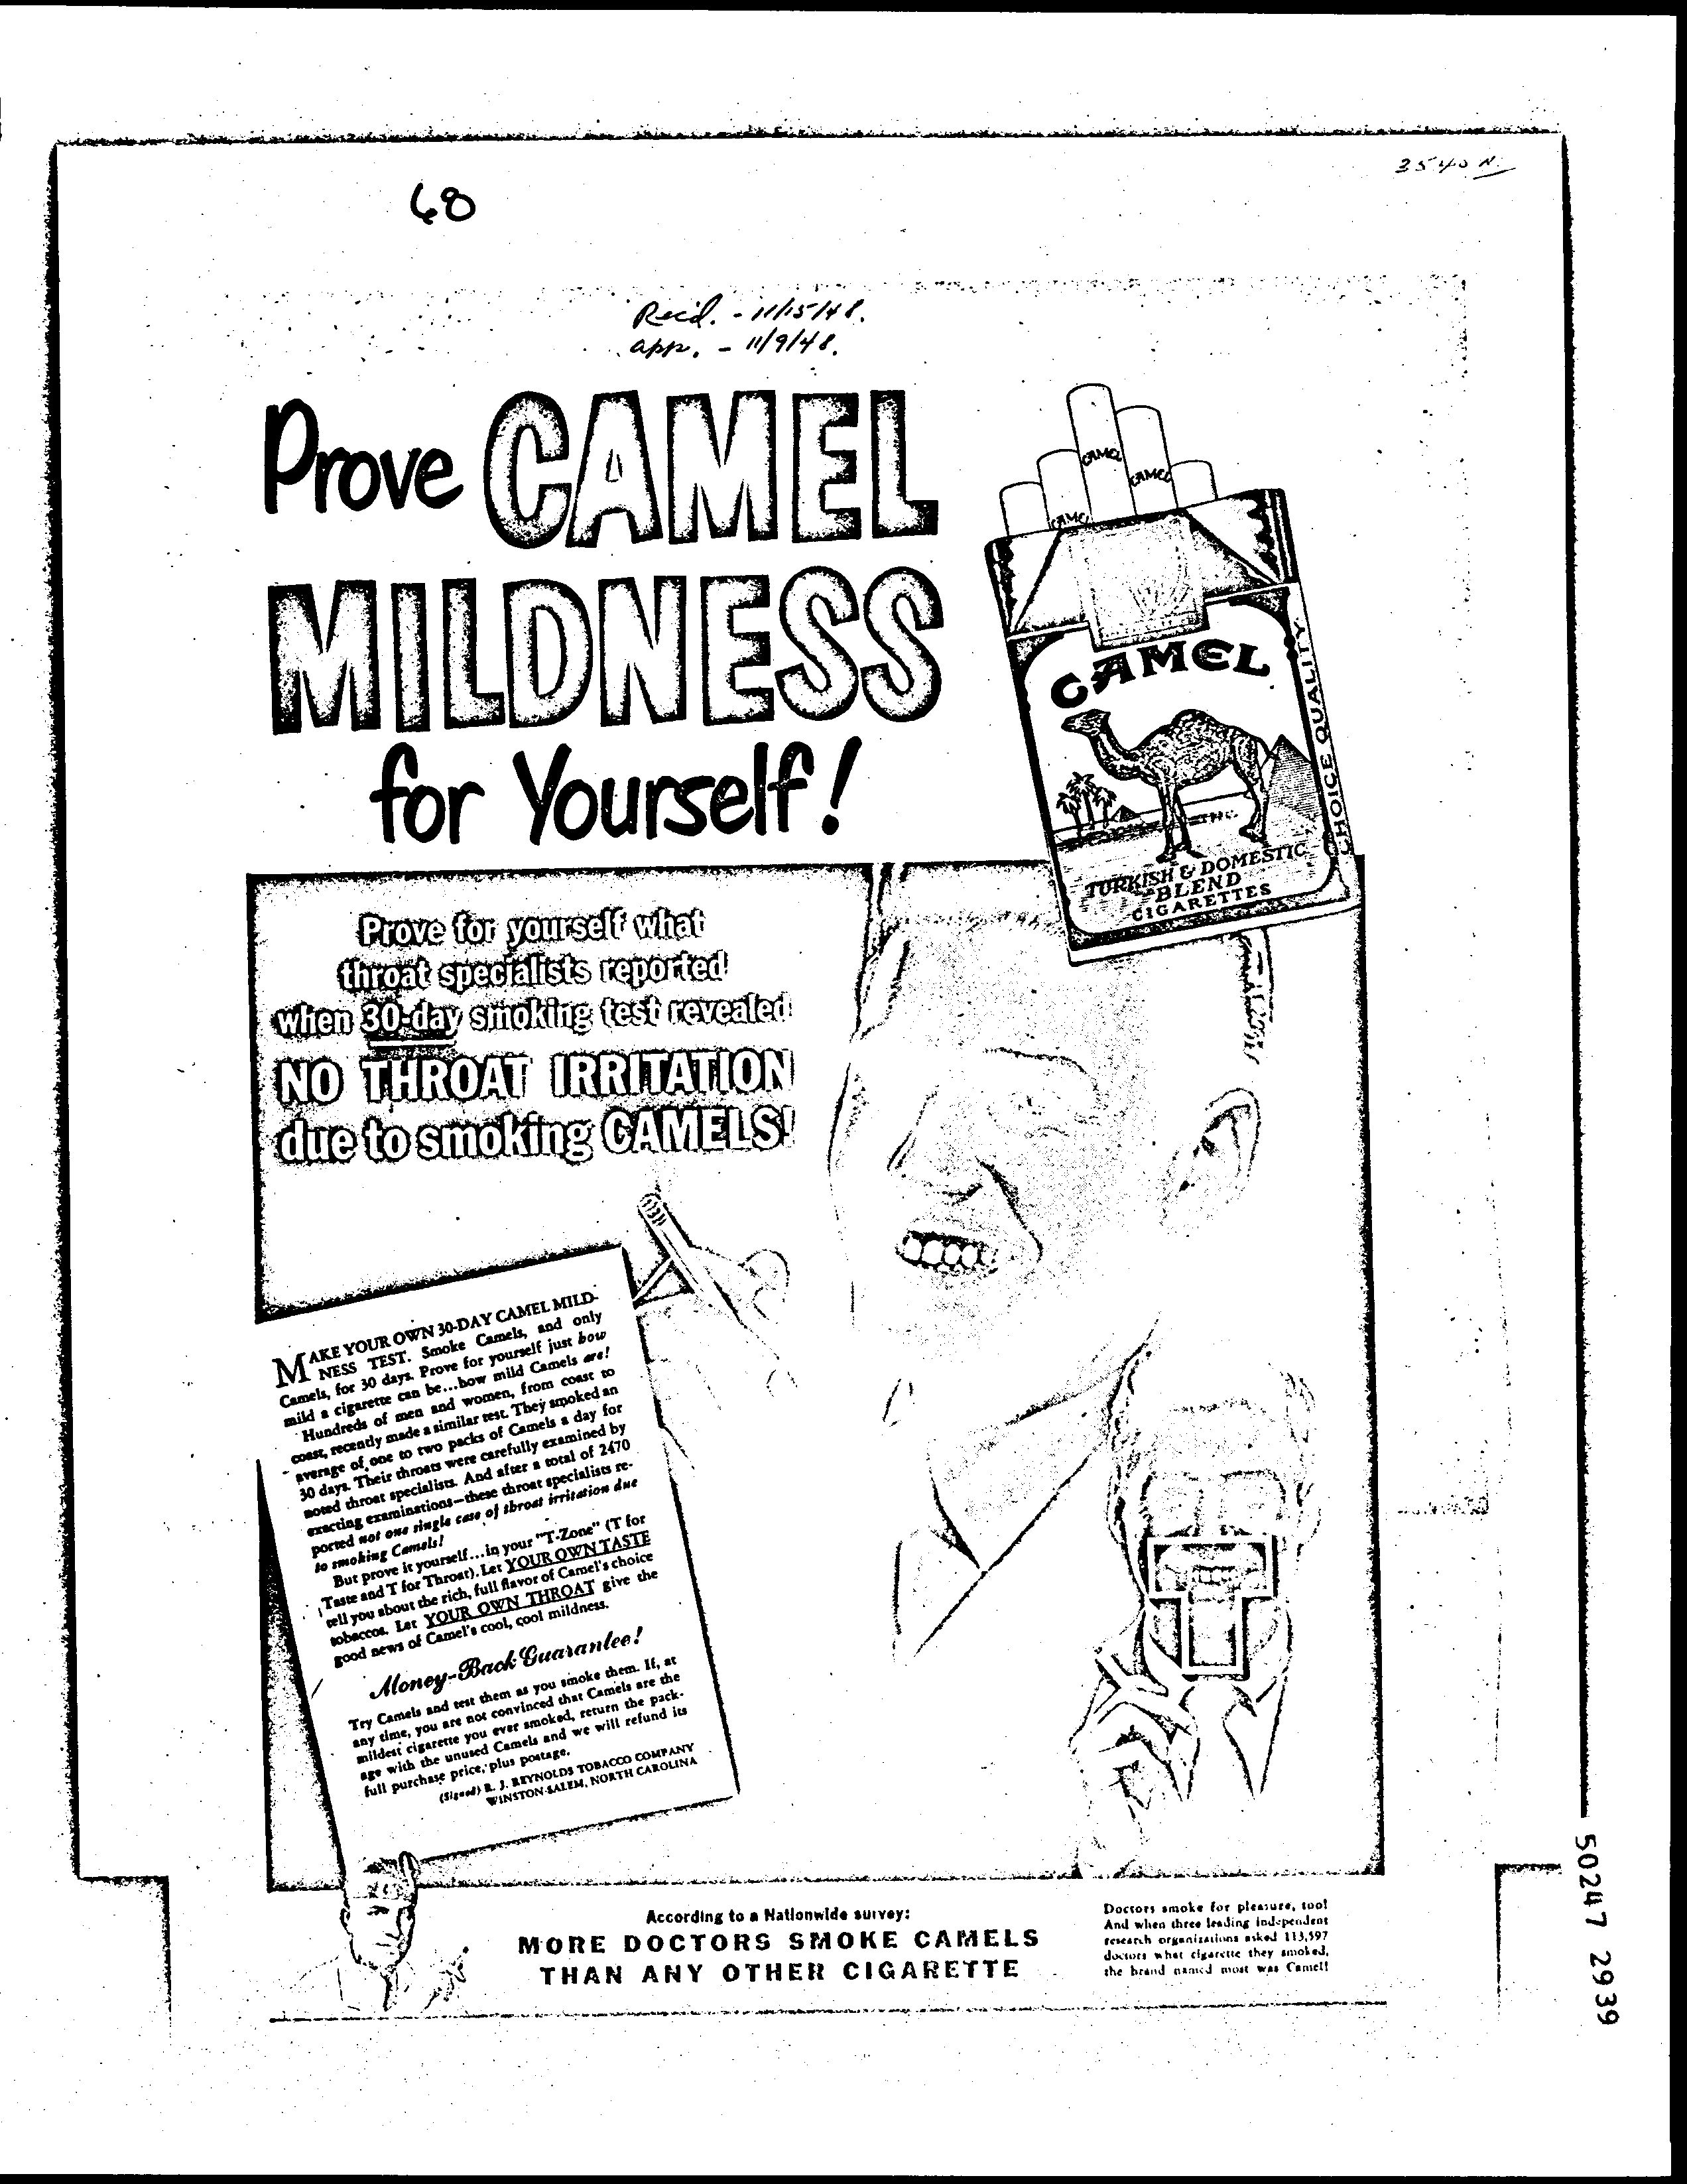 3540 N.
68
Rec'd. - 11/15/48.
app. - 11/9/48.
Prove CAMEL
MILDNESS
for Yourself!
CAMEL
CAMEL
CAMEL
CAMEL
CHOICE QUALITY
TURKISH & DOMESTIC
BLEND
CIGARETTES
Prove for yourself what
throat specialists reported
when 30-day smoking test revealed
NO THROAT IRRITATION
due to smoking CAMELS!
MAKE YOUR OWN 30-DAY CAMEL MILD-
NESS TEST. Smoke Camels, and only
Camels, for 30 days. Prove for yourself just how
mild a cigarette can be...how mild Camels are!
Hundreds of men and women, from coast to
coast, recently made a similar test. They smoked an
average of one to two packs of Camels a day for
30 days. Their throats were carefully examined by
noted throat specialists. And after a total of 2470
exacting examinations—these throat specialists re-
ported not one single case of throat irritation due
to smoking Camels!
But prove it yourself...in your "T-Zone" (T for
Taste and T for Throat). Let YOUR OWN TASTE
tell you about the rich, full flavor of Camel's choice
tobaccos. Let YOUR OWN THROAT give the
good news of Camel's cool, cool mildness.
Money-Back Guarantee!
Try Camels and test them as you smoke them. If, at
any time, you are not convinced that Camels are the
mildest cigarette you ever smoked, return the pack-
age with the unused Camels and we will refund its
full purchase price, plus postage.
(Signed) R. J. REYNOLDS TOBACCO COMPANY
WINSTON-SALEM, NORTH CAROLINA
According to a Nationwide survey:
MORE DOCTORS SMOKE CAMELS
THAN ANY OTHER CIGARETTE
Doctors smoke for pleasure, too!
And when three leading independent
research organizations asked 113,597
doctors what cigarette they smoked,
the brand named most was Camel!
50247 2939